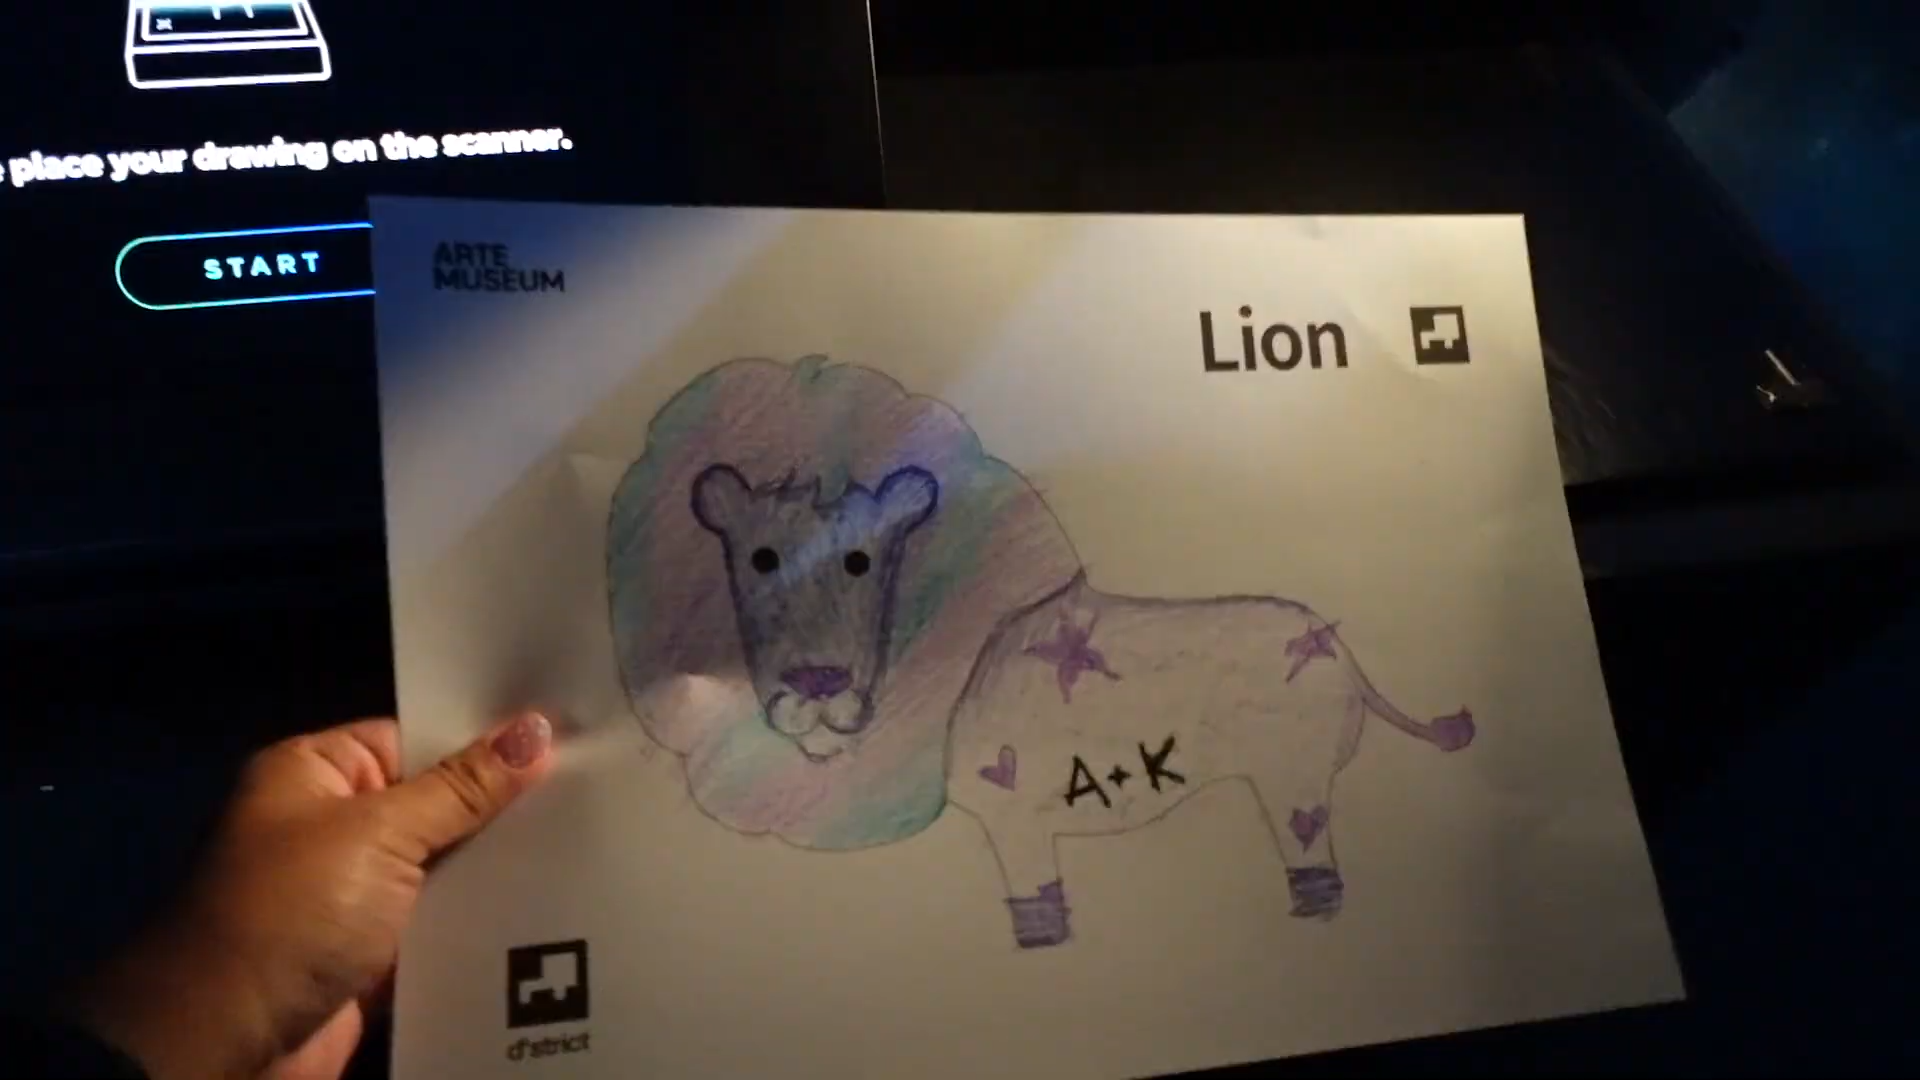 place your drawing on the scanner.
START
ARTE
MUSEUM
Lion
A+K
d'strict